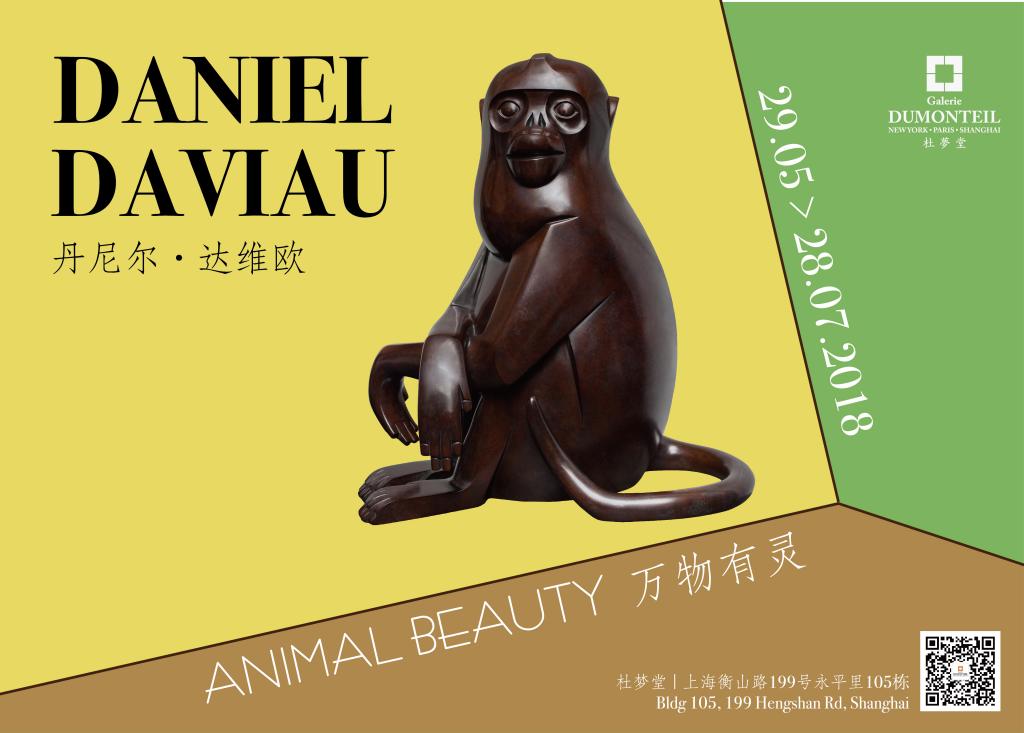 DANIEL
DAVIAU
丹尼尔·达维欧
29.05 > 28.07.2018
Galerie
DUMONTEIL
NEW YORK • PARIS • SHANGHAI
杜夢堂
ANIMAL BEAUTY 万物有灵
杜梦堂丨上海衡山路199号永平里105栋
Bldg 105, 199 Hengshan Rd, Shanghai